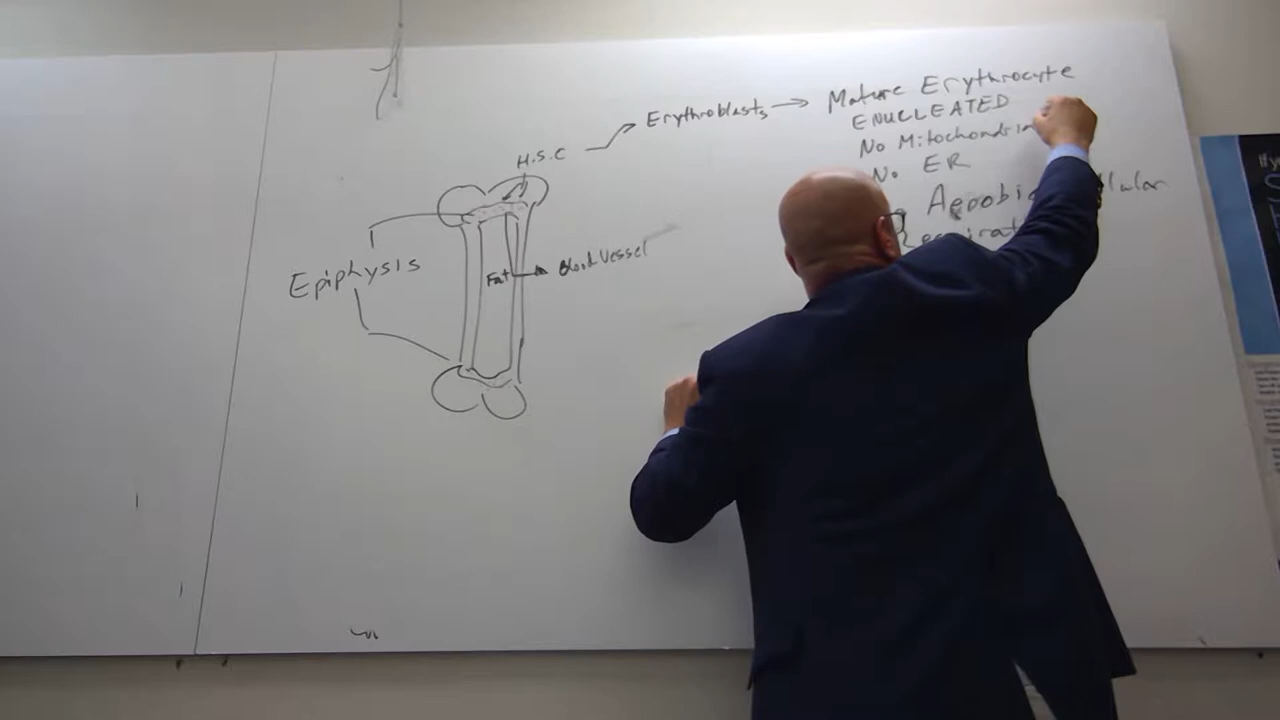 Mature Erythrocyte
Erythroblasts
ENUCLEATED
No Mitochondria
H.S.C
No ER
Aerobic
Epiphysis
Fat
Blood Vessel